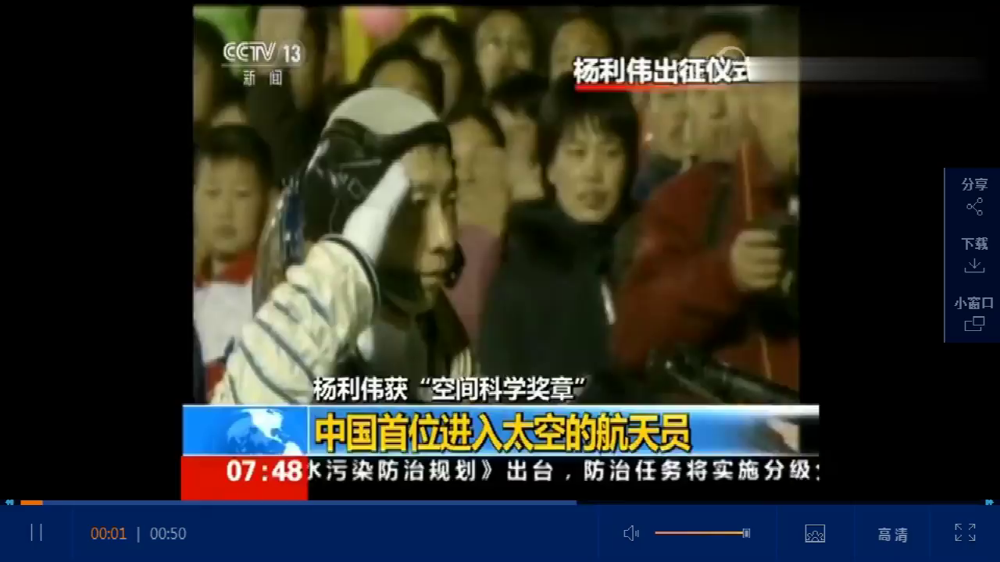 CCTV 13
新闻
杨利伟出征仪式
分享
下载
小窗口
杨利伟获“空间科学奖章”
中国首位进入太空的航天员
07:48
水污染防治规划》出台，防治任务将实施分级
00:01 | 00:50
高清